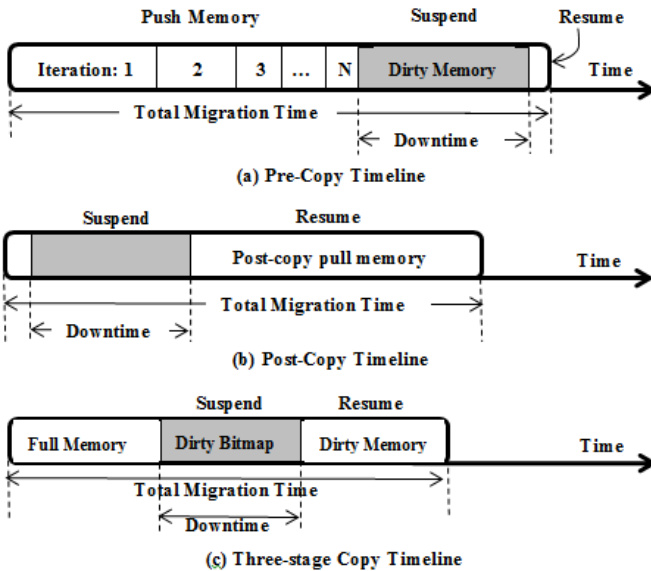 Push Memory Suspend Resume
Iteration: 1 2 3 ... N Dirty Memory Time
Total Migration Time
Downtime
(a) Pre-Copy Timeline
Suspend Resume
Post-copy pull memory Time
Total Migration Time
Downtime
(b) Post-Copy Timeline
Suspend Resume
Full Memory Dirty Bitmap Dirty Memory Time
Total Migration Time
Downtime
(c) Three-stage Copy Timeline